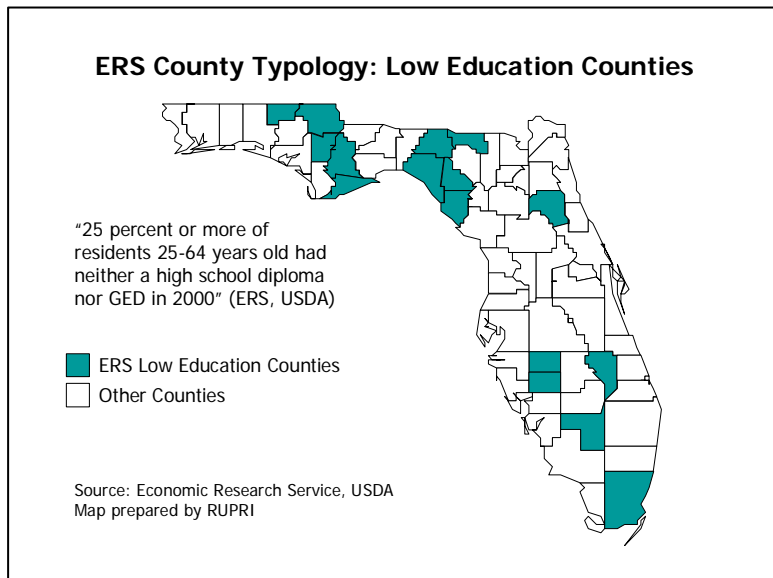 ERS County Typology: Low Education Counties
“25 percent or more of
residents 25-64 years old had
neither a high school diploma
nor GED in 2000” (ERS, USDA)
ERS Low Education Counties
Other Counties
Source: Economic Research Service, USDA
Map prepared by RUPRI